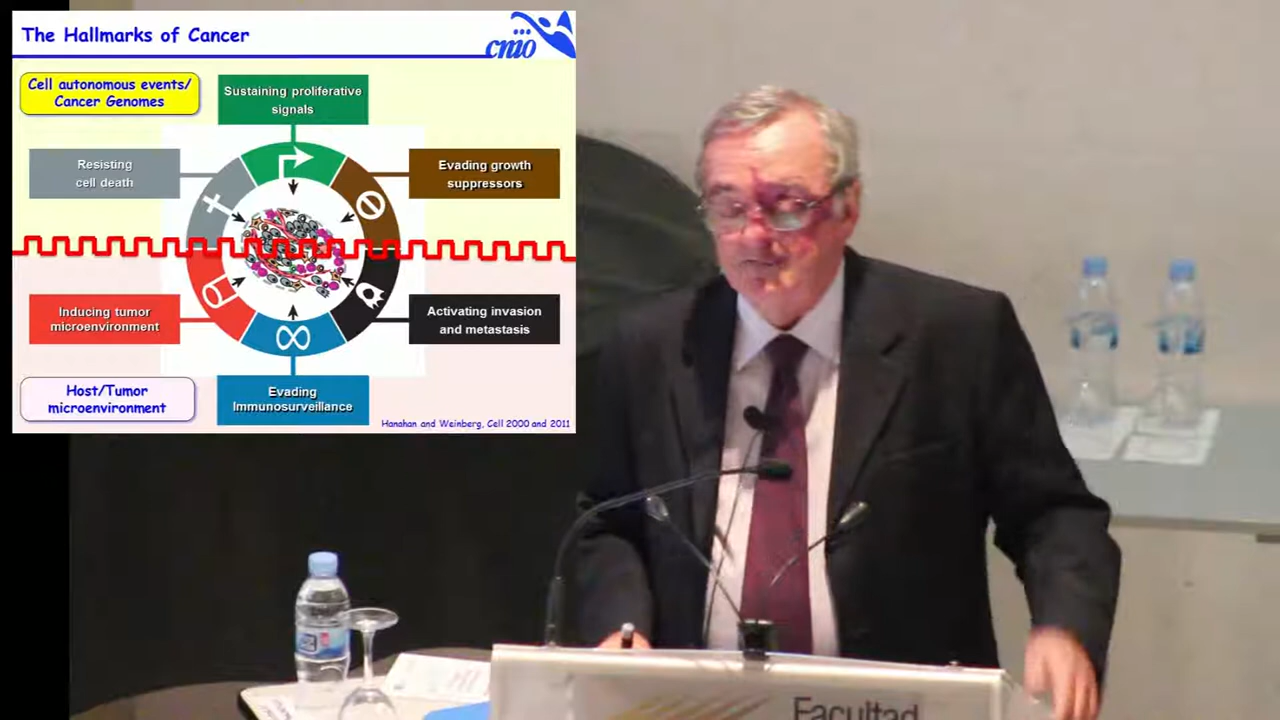 The Hallmarks of Cancer
cnio
Cell autonomous events/
Cancer Genomes
Sustaining proliferative
signals
Resisting
cell death
Evading growth
suppressors
Inducing tumor
microenvironment
Activating invasion
and metastasis
Host/Tumor
microenvironment
Evading
Immunosurveillance
Hanahan and Weinberg, Cell 2000 and 2011
Facultad